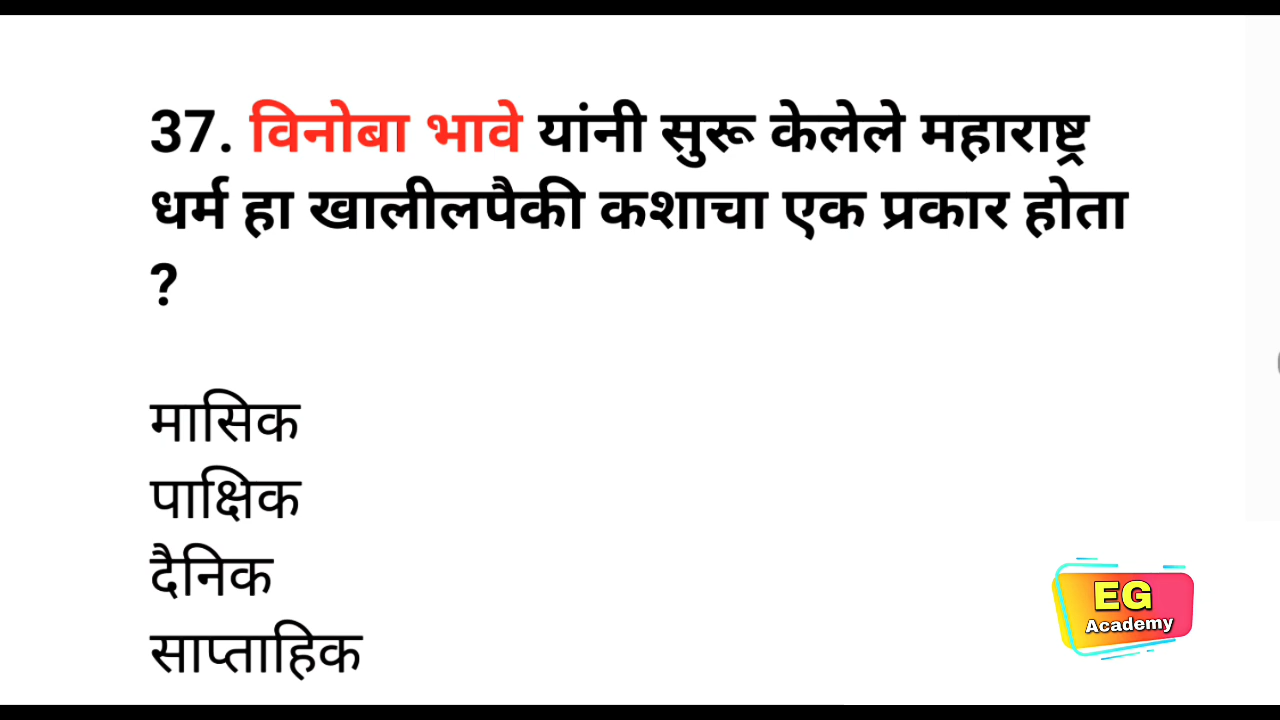 37. विनोबा भावे यांनी सुरू केलेले महाराष्ट्र
धर्म हा खालीलपैकी कशाचा एक प्रकार होता
?
मासिक
पाक्षिक
दैनिक
साप्ताहिक
EG
Academy